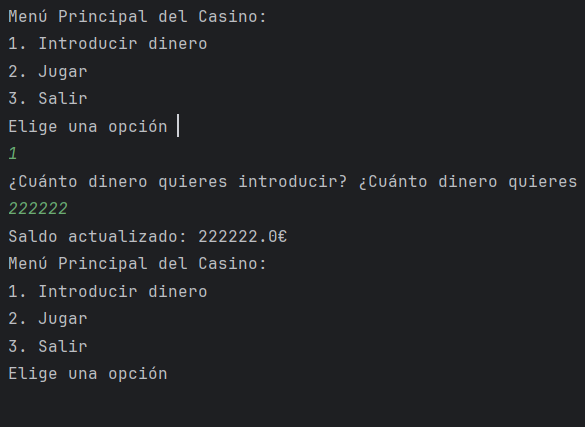 Menú Principal del Casino:
1. Introducir dinero
2. Jugar
3. Salir
Elige una opción
1
¿Cuánto dinero quieres introducir? ¿Cuánto dinero quieres
222222
Saldo actualizado: 222222.0€
Menú Principal del Casino:
1. Introducir dinero
2. Jugar
3. Salir
Elige una opción